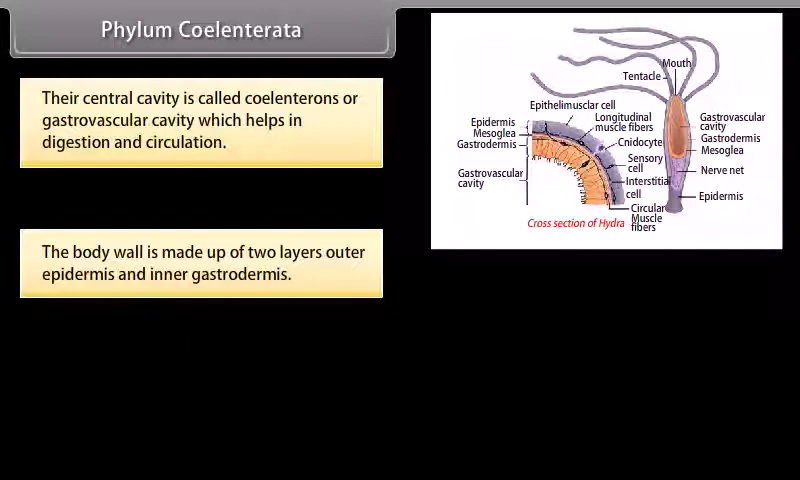 Phylum Coelenterata
Their central cavity is called coelenterons or
gastrovascular cavity which helps in
digestion and circulation.
The body wall is made up of two layers outer
epidermis and inner gastrodermis.
Mouth
Tentacle
Epithelimusclar cell
Longitudinal
muscle fibers
Epidermis
Mesoglea
Gastrodermis
Cnidocyte
Sensory
cell
Gastrovascular
cavity
Interstitial
cell
Circular
Muscle
fibers
Cross section of Hydra
Gastrovascular
cavity
Gastrodermis
Mesoglea
Nerve net
Epidermis